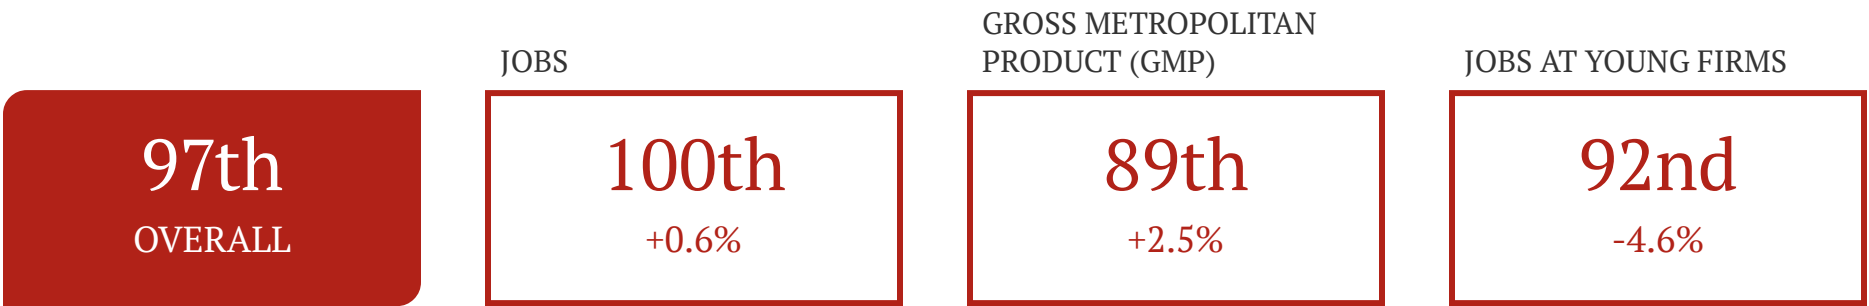 97th
OVERALL
JOBS
100th
+0.6%
GROSS METROPOLITAN
PRODUCT (GMP)
89th
+2.5%
JOBS AT YOUNG FIRMS
92nd
-4.6%